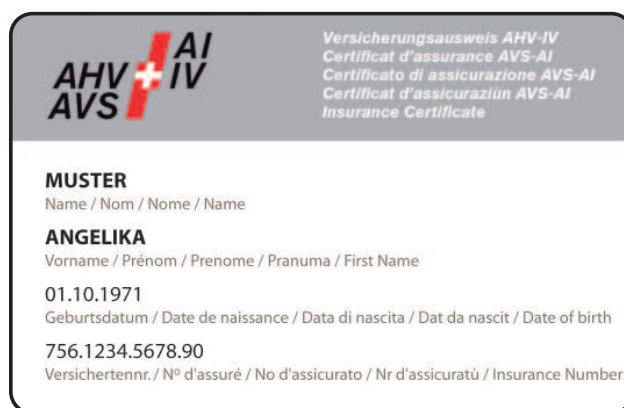 AHV AI
AVS IV
Versicherungsausweis AHV-IV
Certificat d'assurance AVS-AI
Certificato di assicurazione AVS-AI
Certificat d'assicuraziün AVS-AI
Insurance Certificate
MUSTER
Name / Nom / Nome / Name
ANGELIKA
Vorname / Prénom / Prenome / Pranuma / First Name
01.10.1971
Geburtsdatum / Date de naissance / Data di nascita / Dat da nascit / Date of birth
756.1234.5678.90
Versichertennr. / Nº d'assuré / No d'assicurato / Nr d'assicuratù / Insurance Number